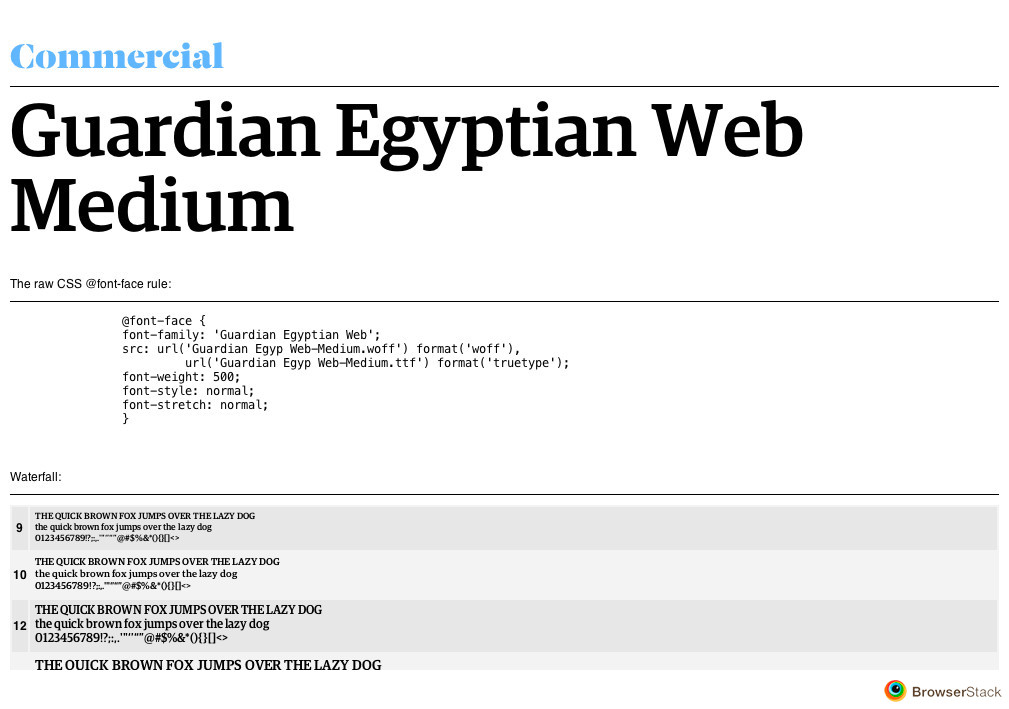 Commercial
Guardian Egyptian Web
Medium
The raw CSS @font-face rule:
@font-face {
font-family: 'Guardian Egyptian Web';
src: url('Guardian Egyp Web-Medium.woff') format('woff'),
url('Guardian Egyp Web-Medium.ttf') format('truetype');
font-weight: 500;
font-style: normal;
font-stretch: normal;
}
Waterfall:
THE QUICK BROWN FOX JUMPS OVER THE LAZY DOG
9 the quick brown fox jumps over the lazy dog
0123456789!?;:,.'"‘’“”@#$%&*(){}[]<>
THE QUICK BROWN FOX JUMPS OVER THE LAZY DOG
10 the quick brown fox jumps over the lazy dog
0123456789!?;:,.'"‘’“”@#$%&*(){}[]<>
THE QUICK BROWN FOX JUMPS OVER THE LAZY DOG
12 the quick brown fox jumps over the lazy dog
0123456789!?;:,.'"‘’“”@#$%&*(){}[]<>
THE QUICK BROWN FOX JUMPS OVER THE LAZY DOG
BrowserStack